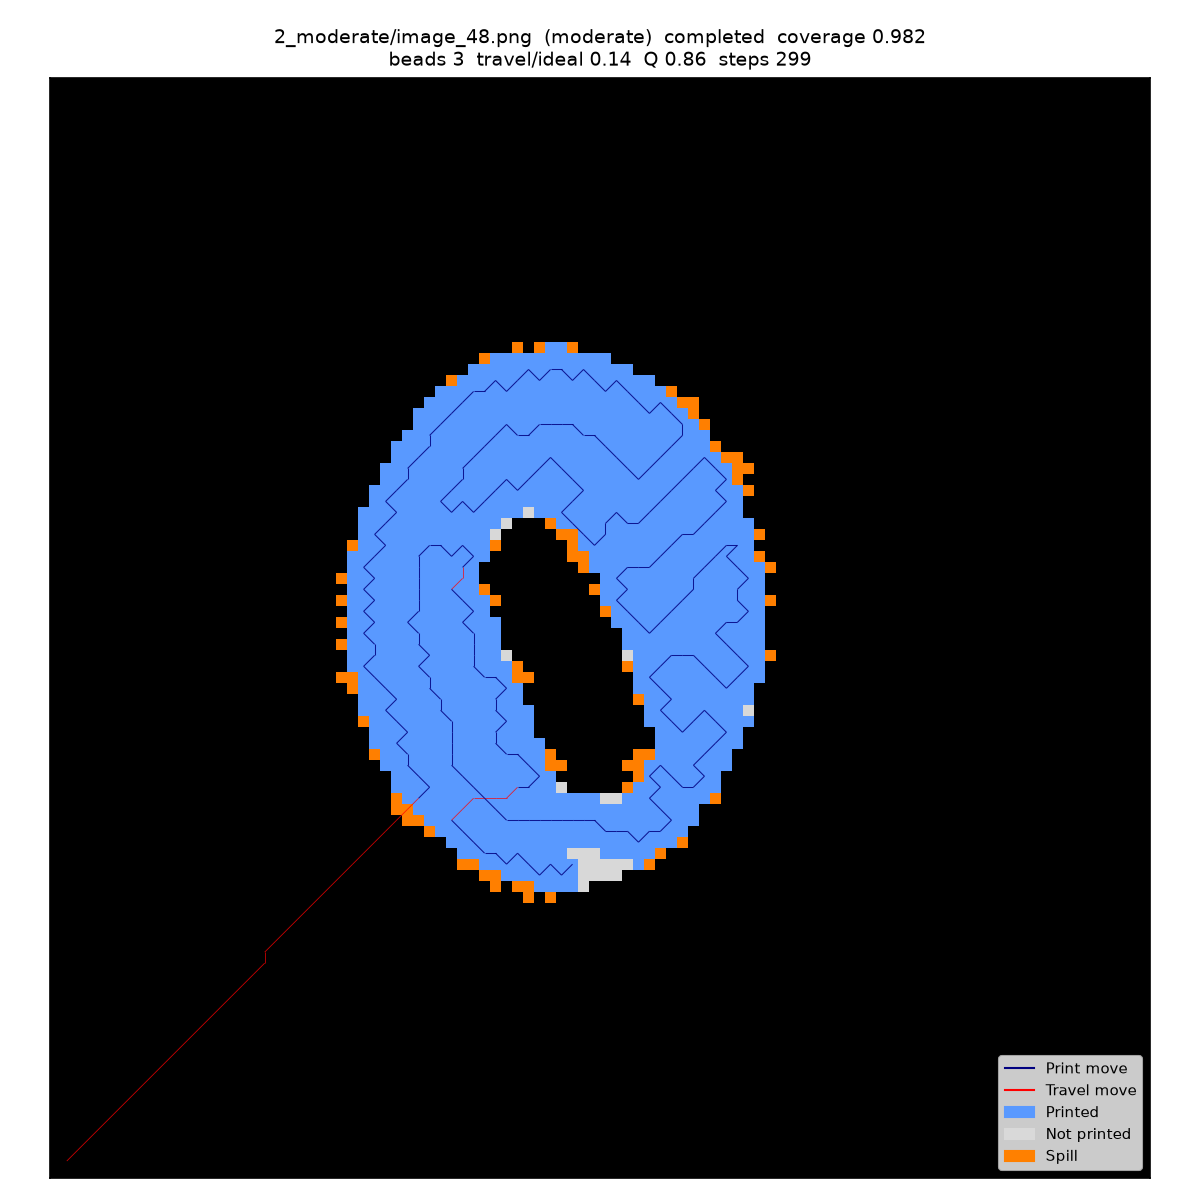 2_moderate/image_48.png  (moderate)  completed  coverage 0.982
beads 3  travel/ideal 0.14  Q 0.86  steps 299
Print move
Travel move
Printed
Not printed
Spill